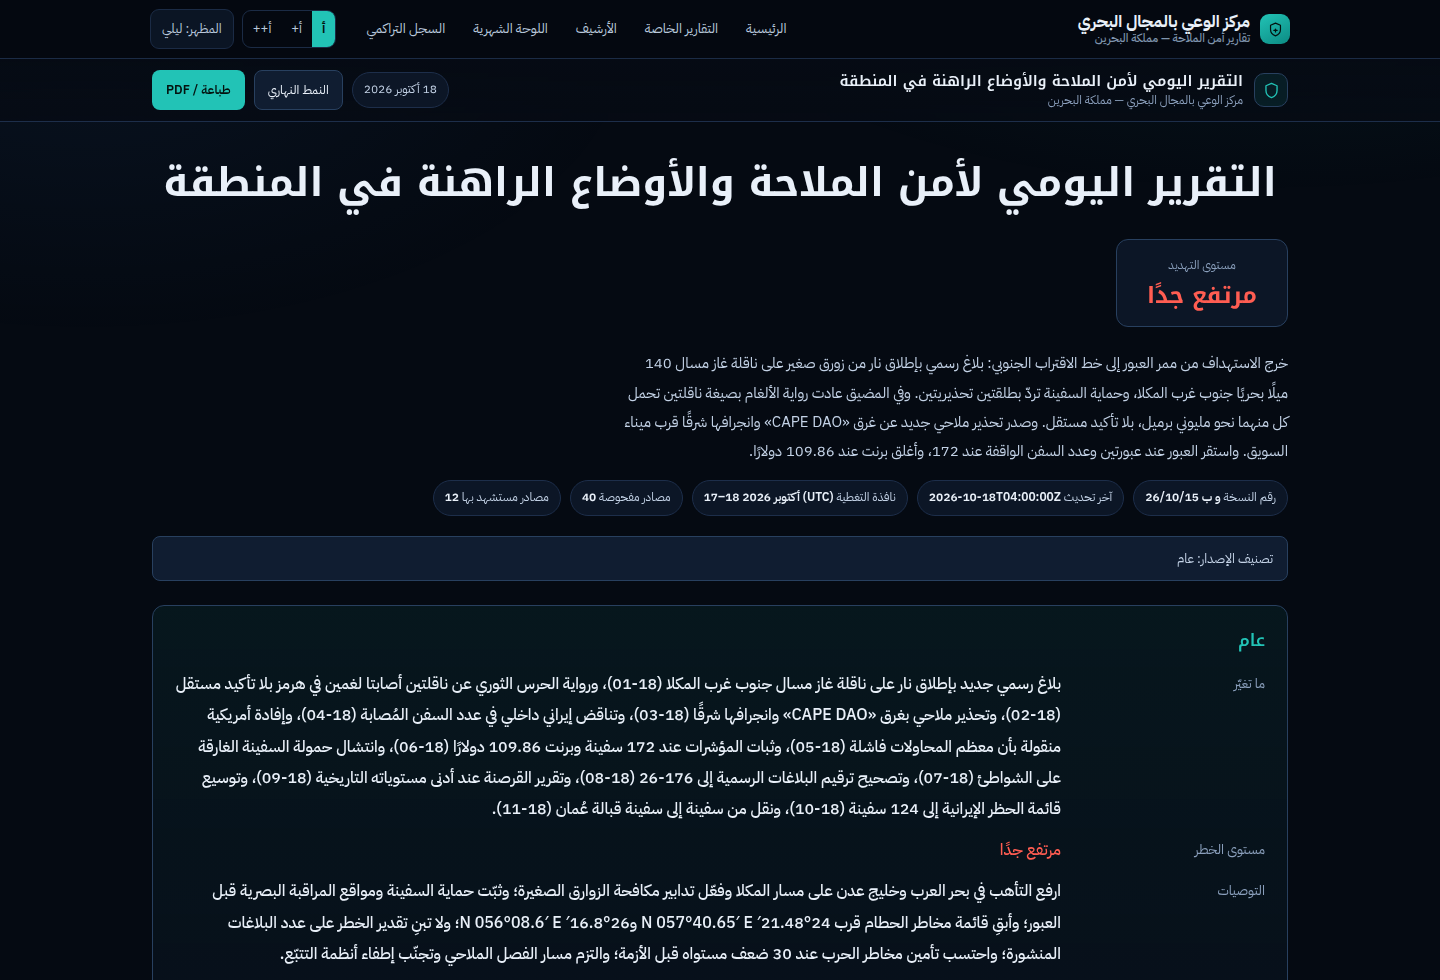 مركز الوعي بالمجال البحري
تقارير أمن الملاحة — مملكة البحرين
الرئيسية التقارير الخاصة الأرشيف اللوحة الشهرية السجل التراكمي
أ أ+ أ++
المظهر: ليلي
التقرير اليومي لأمن الملاحة والأوضاع الراهنة في المنطقة
مركز الوعي بالمجال البحري — مملكة البحرين
18 أكتوبر 2026
النمط النهاري
طباعة / PDF
التقرير اليومي لأمن الملاحة والأوضاع الراهنة في المنطقة
مستوى التهديد
مرتفع جدًا
خرج الاستهداف من ممر العبور إلى خط الاقتراب الجنوبي: بلاغ رسمي بإطلاق نار من زورق صغير على ناقلة غاز مسال 140
ميلًا بحريًا جنوب غرب المكلا، وحماية السفينة تردّ بطلقتين تحذيريتين. وفي المضيق عادت رواية الألغام بصيغة ناقلتين تحمل
كل منهما نحو مليوني برميل، بلا تأكيد مستقل. وصدر تحذير ملاحي جديد عن غرق «CAPE DAO» وانجرافها شرقًا قرب ميناء
السويق. واستقر العبور عند عبورتين وعدد السفن الواقفة عند 172، وأغلق برنت عند 109.86 دولارًا.
رقم النسخة و ب 26/10/15
آخر تحديث 2026-10-18T04:00:00Z
نافذة التغطية (UTC) 17–18 أكتوبر 2026
مصادر مفحوصة 40
مصادر مستشهد بها 12
تصنيف الإصدار: عام
عام
ما تغيّر
بلاغ رسمي جديد بإطلاق نار على ناقلة غاز مسال جنوب غرب المكلا (18-01)، ورواية الحرس الثوري عن ناقلتين أصابتا لغمين في هرمز بلا تأكيد مستقل
(18-02)، وتحذير ملاحي بغرق «CAPE DAO» وانجرافها شرقًا (18-03)، وتناقض إيراني داخلي في عدد السفن المُصابة (18-04)، وإفادة أمريكية
منقولة بأن معظم المحاولات فاشلة (18-05)، وثبات المؤشرات عند 172 سفينة وبرنت 109.86 دولارًا (18-06)، وانتشال حمولة السفينة الغارقة
على الشواطئ (18-07)، وتصحيح ترقيم البلاغات الرسمية إلى 176-26 (18-08)، وتقرير القرصنة عند أدنى مستوياته التاريخية (18-09)، وتوسيع
قائمة الحظر الإيرانية إلى 124 سفينة (18-10)، ونقل من سفينة إلى سفينة قبالة عُمان (18-11).
مستوى الخطر
مرتفع جدًا
التوصيات
ارفع التأهب في بحر العرب وخليج عدن على مسار المكلا وفعّل تدابير مكافحة الزوارق الصغيرة؛ وثبّت حماية السفينة ومواقع المراقبة البصرية قبل
العبور؛ وأبقِ قائمة مخاطر الحطام قرب 24°21.48′ N 057°40.65′ E و26°16.8′ N 056°08.6′ E؛ ولا تبنِ تقدير الخطر على عدد البلاغات
المنشورة؛ واحتسب تأمين مخاطر الحرب عند 30 ضعف مستواه قبل الأزمة؛ والتزم مسار الفصل الملاحي وتجنّب إطفاء أنظمة التتبّع.